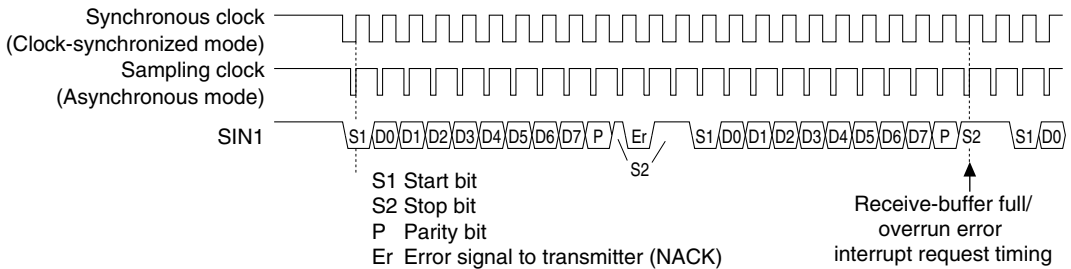 Synchronous clock
(Clock-synchronized mode)
Sampling clock
(Asynchronous mode)
SIN1
S1 D0 D1 D2 D3 D4 D5 D6 D7 P Er S1 D0 D1 D2 D3 D4 D5 D6 D7 P S2 S1 D0
S2
S1 Start bit
S2 Stop bit
P Parity bit
Er Error signal to transmitter (NACK)
Receive-buffer full/
overrun error
interrupt request timing